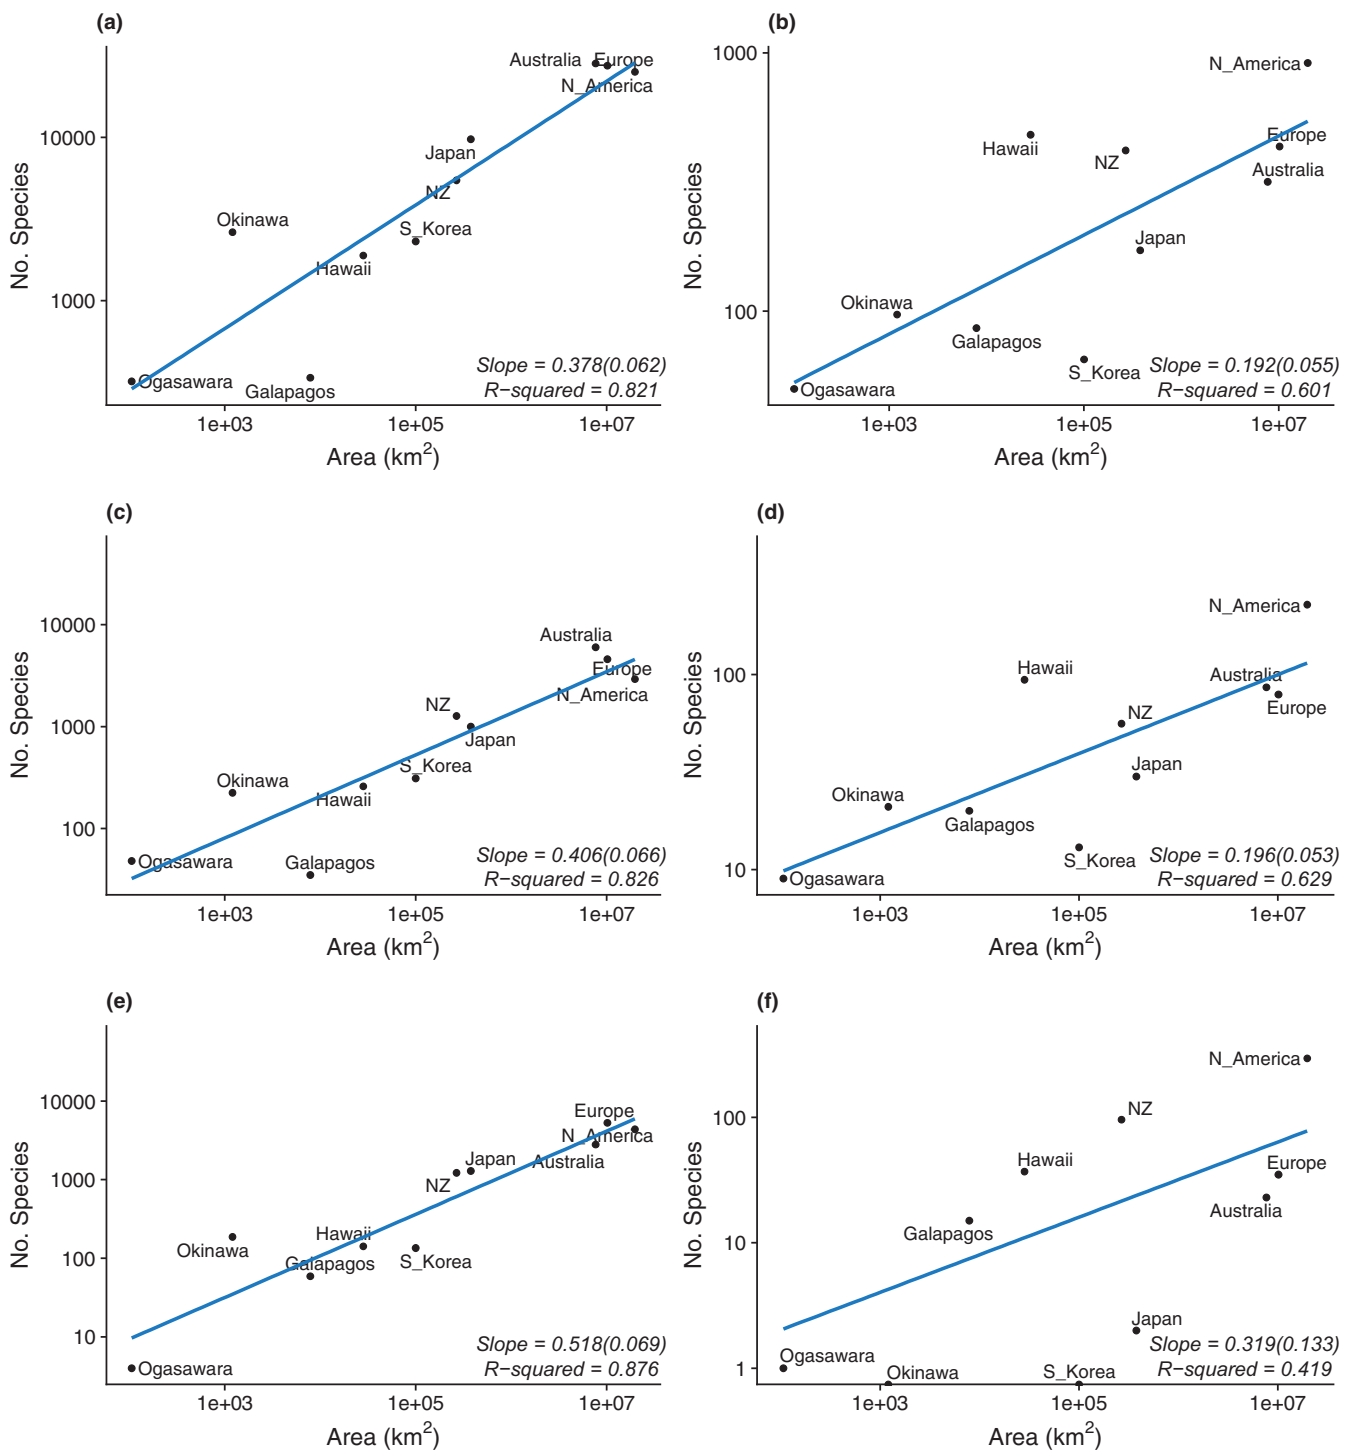 (a)
No. Species
10000
1000
Australia
Europe
N_America
Japan
NZ
Okinawa
S_Korea
Hawaii
Ogasawara
Galapagos
Slope = 0.378(0.062)
R−squared = 0.821
1e+03
1e+05
1e+07
Area (km2)
(b)
No. Species
1000
100
N_America
Hawaii
NZ
Europe
Australia
Japan
Okinawa
Galapagos
S_Korea
Ogasawara
Slope = 0.192(0.055)
R−squared = 0.601
1e+03
1e+05
1e+07
Area (km2)
(c)
No. Species
10000
1000
100
Australia
Europe
N_America
NZ
Japan
S_Korea
Okinawa
Hawaii
Ogasawara
Galapagos
Slope = 0.406(0.066)
R−squared = 0.826
1e+03
1e+05
1e+07
Area (km2)
(d)
No. Species
100
10
N_America
Hawaii
Australia
Europe
NZ
Japan
Okinawa
Galapagos
S_Korea
Ogasawara
Slope = 0.196(0.053)
R−squared = 0.629
1e+03
1e+05
1e+07
Area (km2)
(e)
No. Species
10000
1000
100
10
Europe
N_America
Australia
Japan
NZ
Hawaii
Okinawa
Galapagos
S_Korea
Ogasawara
Slope = 0.518(0.069)
R−squared = 0.876
1e+03
1e+05
1e+07
Area (km2)
(f)
No. Species
100
10
1
N_America
NZ
Hawaii
Europe
Australia
Galapagos
Japan
Ogasawara
Okinawa
S_Korea
Slope = 0.319(0.133)
R−squared = 0.419
1e+03
1e+05
1e+07
Area (km2)